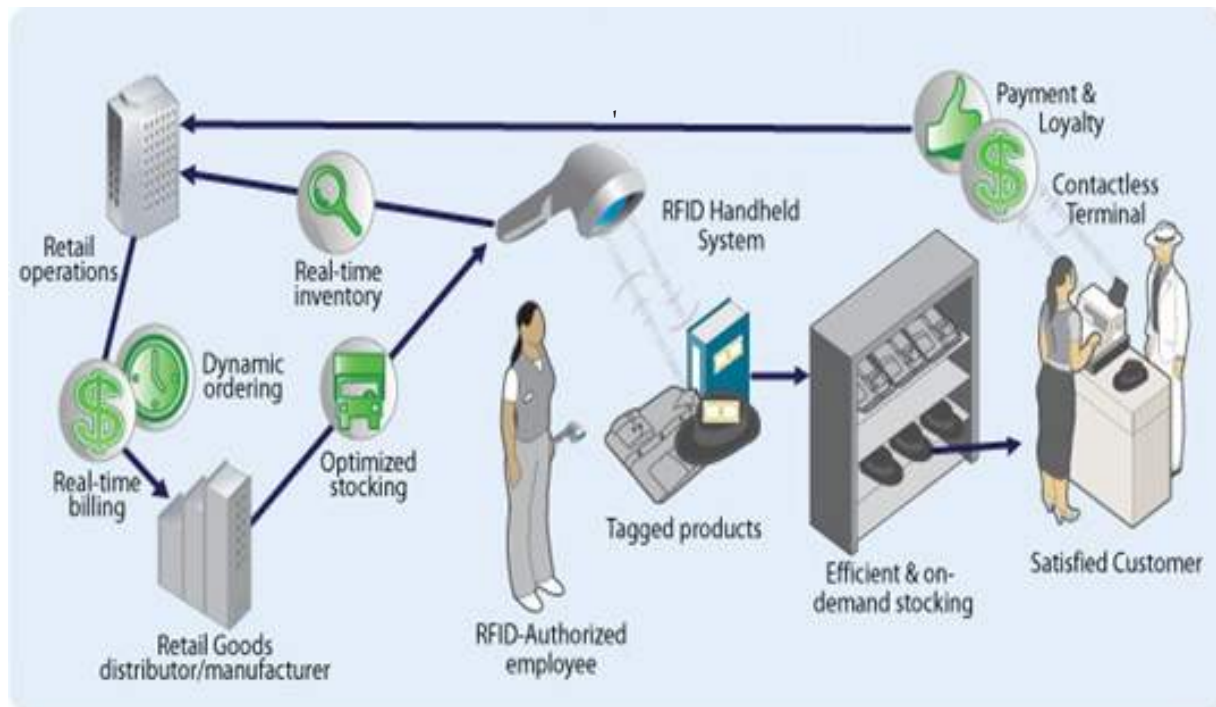 Payment &
Loyalty
Contactless
Terminal
RFID Handheld
System
Retail
operations
Real-time
inventory
Dynamic
ordering
Optimized
stocking
Real-time
billing
Tagged products
Efficient & on-
demand stocking
Satisfied Customer
RFID-Authorized
employee
Retail Goods
distributor/manufacturer